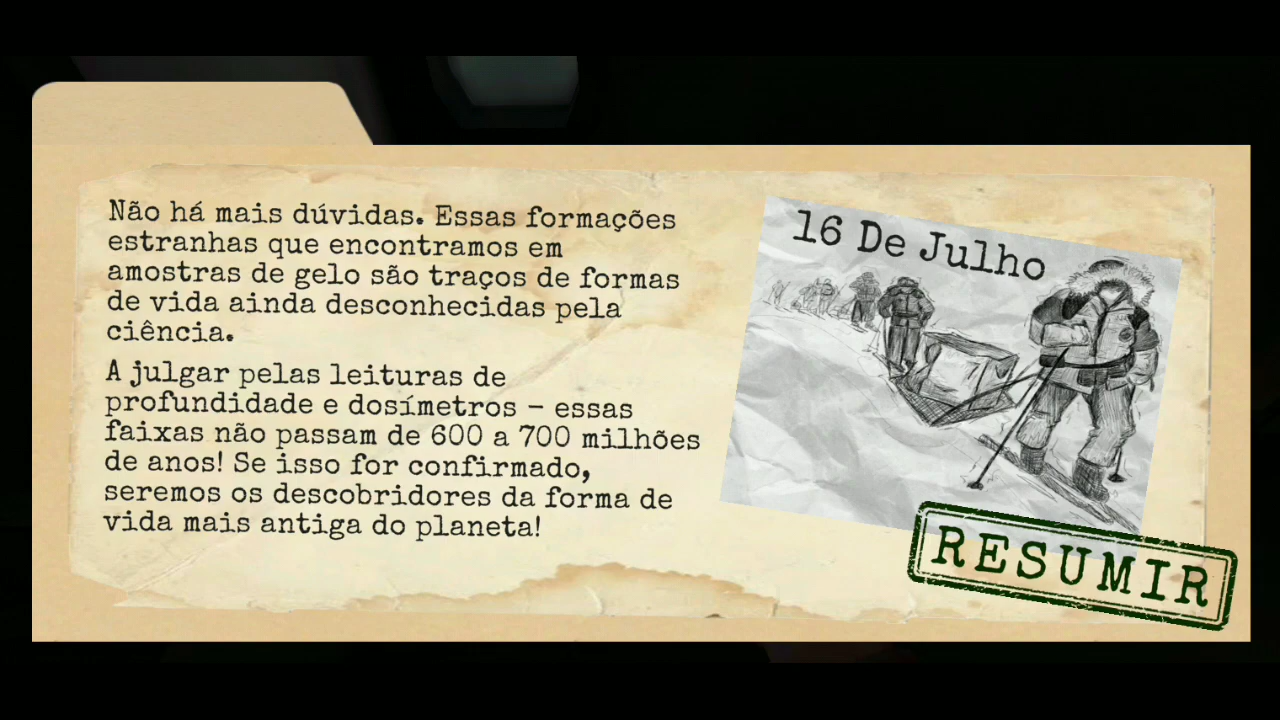 Não há mais dúvidas. Essas formações
estranhas que encontramos em
amostras de gelo são traços de formas
de vida ainda desconhecidas pela
ciência.
A julgar pelas leituras de
profundidade e dosímetros - essas
faixas não passam de 600 a 700 milhões
de anos! Se isso for confirmado,
seremos os descobridores da forma de
vida mais antiga do planeta!
16 De Julho
RESUMIR